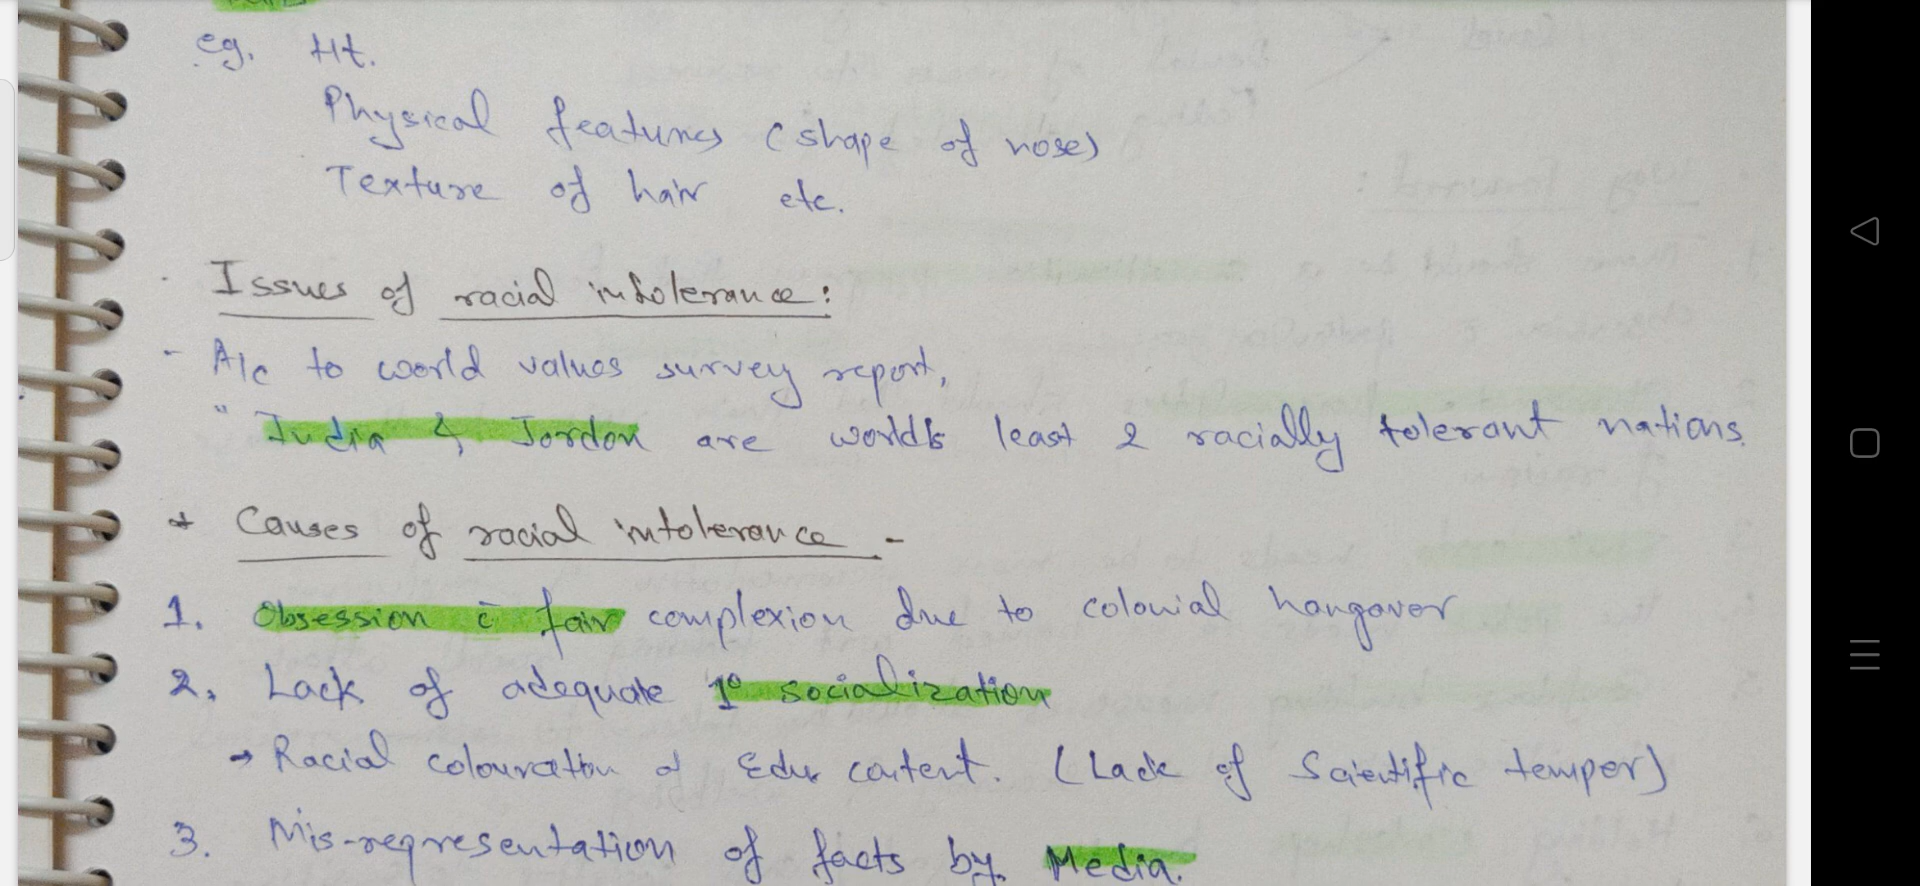 eg. Ht.
Physical features (shape of nose)
Texture of hair etc.
Issues of racial intolerance:
- A/c to world values survey report,
" India & Jordon are world's least 2 racially tolerant nations.
* Causes of racial intolerance -
1. Obsession c̄ fair complexion due to colonial hangover
2. Lack of adequate 1° socialization
→ Racial colouration of Edu content. (Lack of Scientific temper)
3. Mis-representation of facts by Media.